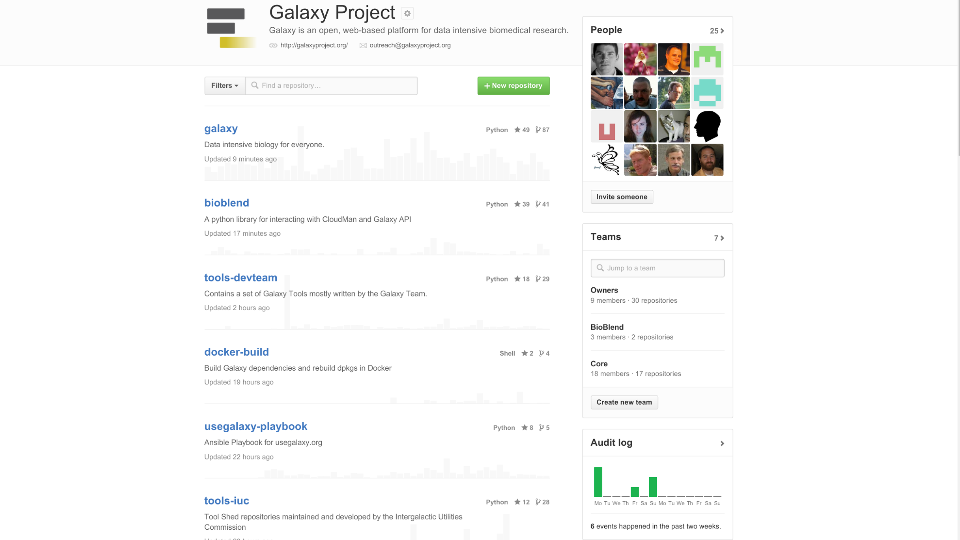 Galaxy Project
Galaxy is an open, web-based platform for data intensive biomedical research.
http://galaxyproject.org/ outreach@galaxyproject.org
Filters
Find a repository…
New repository
galaxy
Python 49 87
Data intensive biology for everyone.
Updated 9 minutes ago
bioblend
Python 39 41
A python library for interacting with CloudMan and Galaxy API
Updated 17 minutes ago
tools-devteam
Python 18 29
Contains a set of Galaxy Tools mostly written by the Galaxy Team.
Updated 2 hours ago
docker-build
Shell 2 4
Build Galaxy dependencies and rebuild dpkgs in Docker
Updated 19 hours ago
usegalaxy-playbook
Python 8 5
Ansible Playbook for usegalaxy.org
Updated 22 hours ago
tools-iuc
Python 12 28
Tool Shed repositories maintained and developed by the Intergalactic Utilities
Commission
People 25
Invite someone
Teams 7
Jump to a team
Owners
9 members · 30 repositories
BioBlend
3 members · 2 repositories
Core
18 members · 17 repositories
Create new team
Audit log
Mo Tu We Th Fr Sa Su Mo Tu We Th Fr Sa Su
6 events happened in the past two weeks.